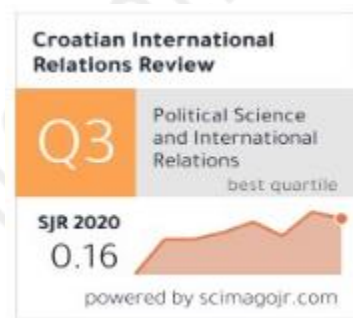 Croatian International
Relations Review
Q3
Political Science
and International
Relations
best quartile
SJR 2020
0.16
powered by scimagojr.com